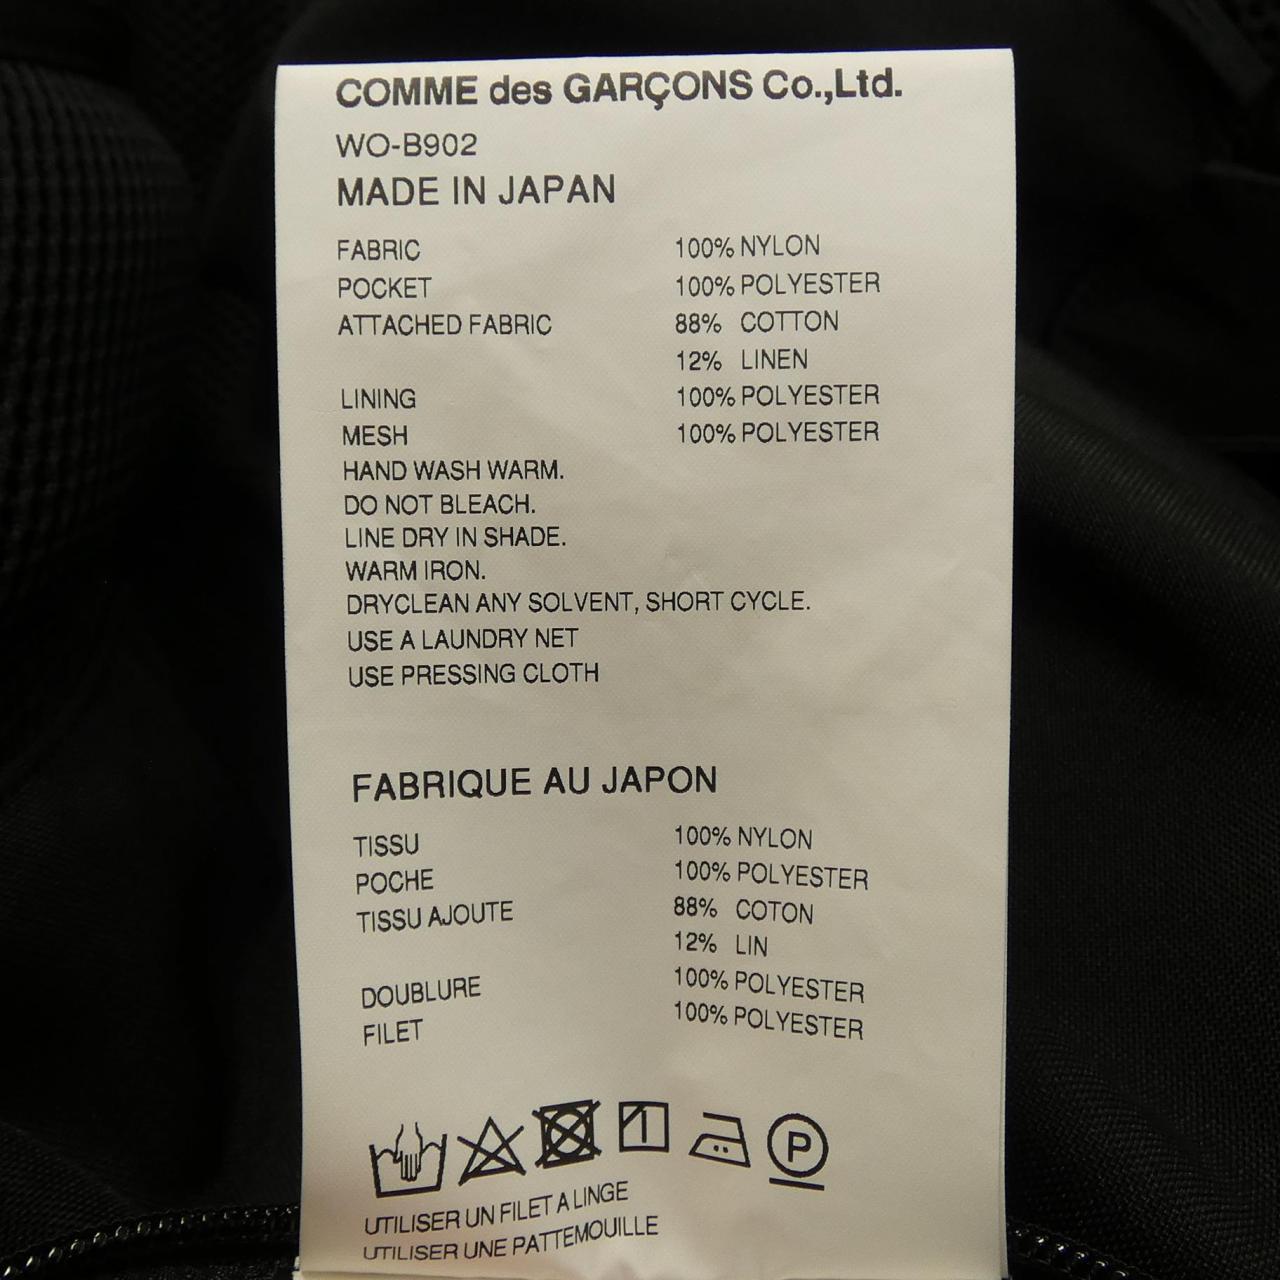 COMME des GARÇONS Co.,Ltd.
WO-B902
MADE IN JAPAN
FABRIC 100% NYLON
POCKET 100% POLYESTER
ATTACHED FABRIC 88% COTTON
12% LINEN
LINING 100% POLYESTER
MESH 100% POLYESTER
HAND WASH WARM.
DO NOT BLEACH.
LINE DRY IN SHADE.
WARM IRON.
DRYCLEAN ANY SOLVENT, SHORT CYCLE.
USE A LAUNDRY NET
USE PRESSING CLOTH
FABRIQUE AU JAPON
TISSU 100% NYLON
POCHE 100% POLYESTER
TISSU AJOUTE 88% COTON
12% LIN
DOUBLURE 100% POLYESTER
FILET 100% POLYESTER
P
UTILISER UN FILET A LINGE
UTILISER UNE PATTEMOUILLE